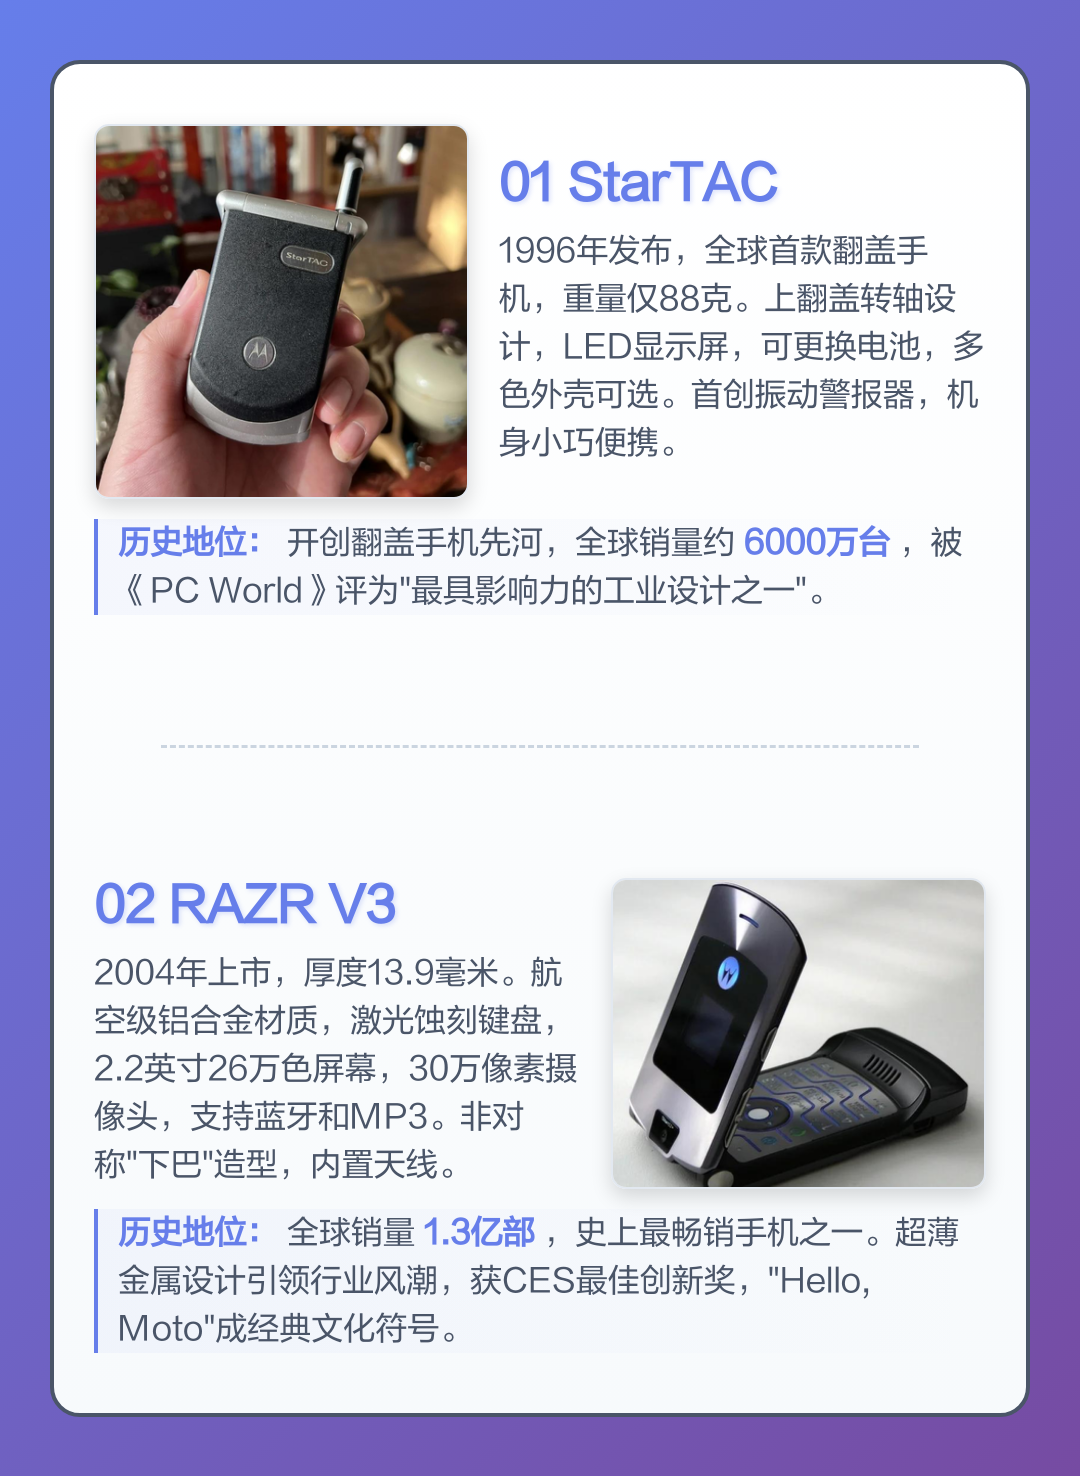 StarTAC
01 StarTAC
1996年发布，全球首款翻盖手
机，重量仅88克。上翻盖转轴设
计，LED显示屏，可更换电池，多
色外壳可选。首创振动警报器，机
身小巧便携。
历史地位： 开创翻盖手机先河，全球销量约 6000万台 ，被
《PC World》评为"最具影响力的工业设计之一"。
02 RAZR V3
2004年上市，厚度13.9毫米。航
空级铝合金材质，激光蚀刻键盘，
2.2英寸26万色屏幕，30万像素摄
像头，支持蓝牙和MP3。非对
称"下巴"造型，内置天线。
历史地位： 全球销量 1.3亿部 ，史上最畅销手机之一。超薄
金属设计引领行业风潮，获CES最佳创新奖，"Hello,
Moto"成经典文化符号。